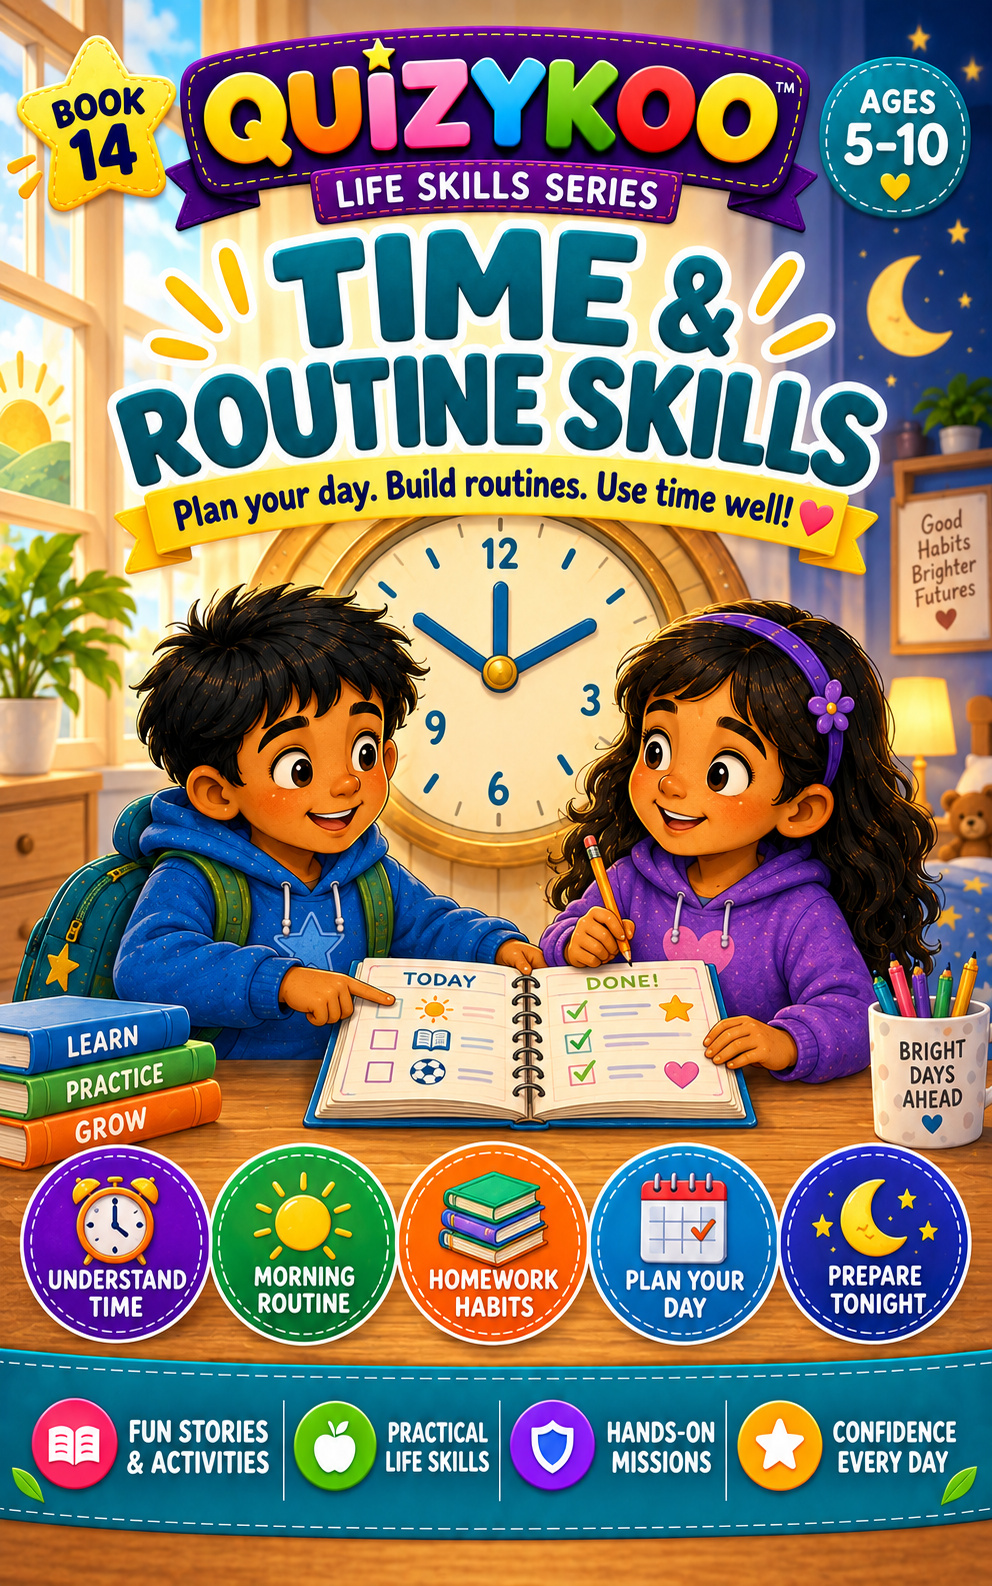 BOOK
14
QUIZYKOO™
LIFE SKILLS SERIES
AGES
5-10
TIME &
ROUTINE SKILLS
Plan your day. Build routines. Use time well!
Good
Habits
Brighter
Futures
12
3
6
9
TODAY
DONE!
LEARN
PRACTICE
GROW
BRIGHT
DAYS
AHEAD
UNDERSTAND
TIME
MORNING
ROUTINE
HOMEWORK
HABITS
PLAN YOUR
DAY
PREPARE
TONIGHT
FUN STORIES
& ACTIVITIES
PRACTICAL
LIFE SKILLS
HANDS-ON
MISSIONS
CONFIDENCE
EVERY DAY